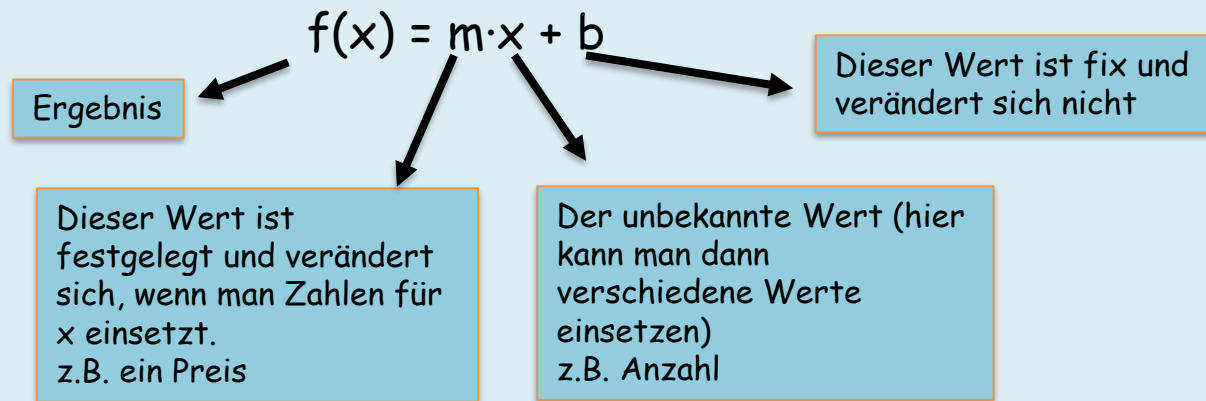 f(x) = m·x + b
Ergebnis
Dieser Wert ist fix und
verändert sich nicht
Dieser Wert ist
festgelegt und verändert
sich, wenn man Zahlen für
x einsetzt.
z.B. ein Preis
Der unbekannte Wert (hier
kann man dann
verschiedene Werte
einsetzen)
z.B. Anzahl